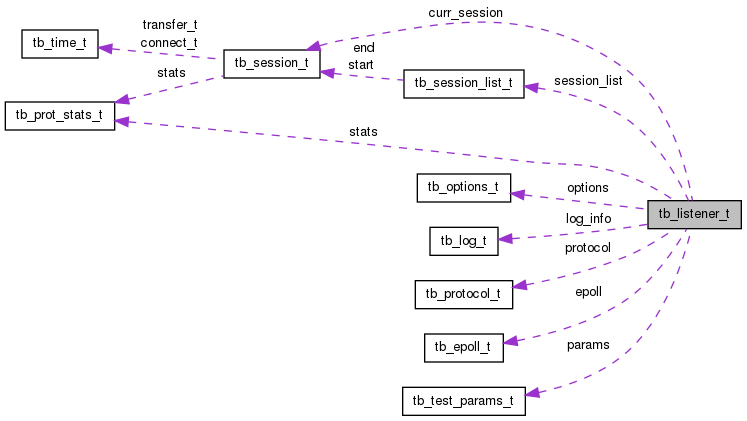 curr_session
transfer_t
connect_t
tb_time_t
end
start
tb_session_t
stats
tb_session_list_t
session_list
tb_prot_stats_t
stats
tb_options_t
options
tb_listener_t
log_info
tb_log_t
protocol
tb_protocol_t
epoll
tb_epoll_t
params
tb_test_params_t